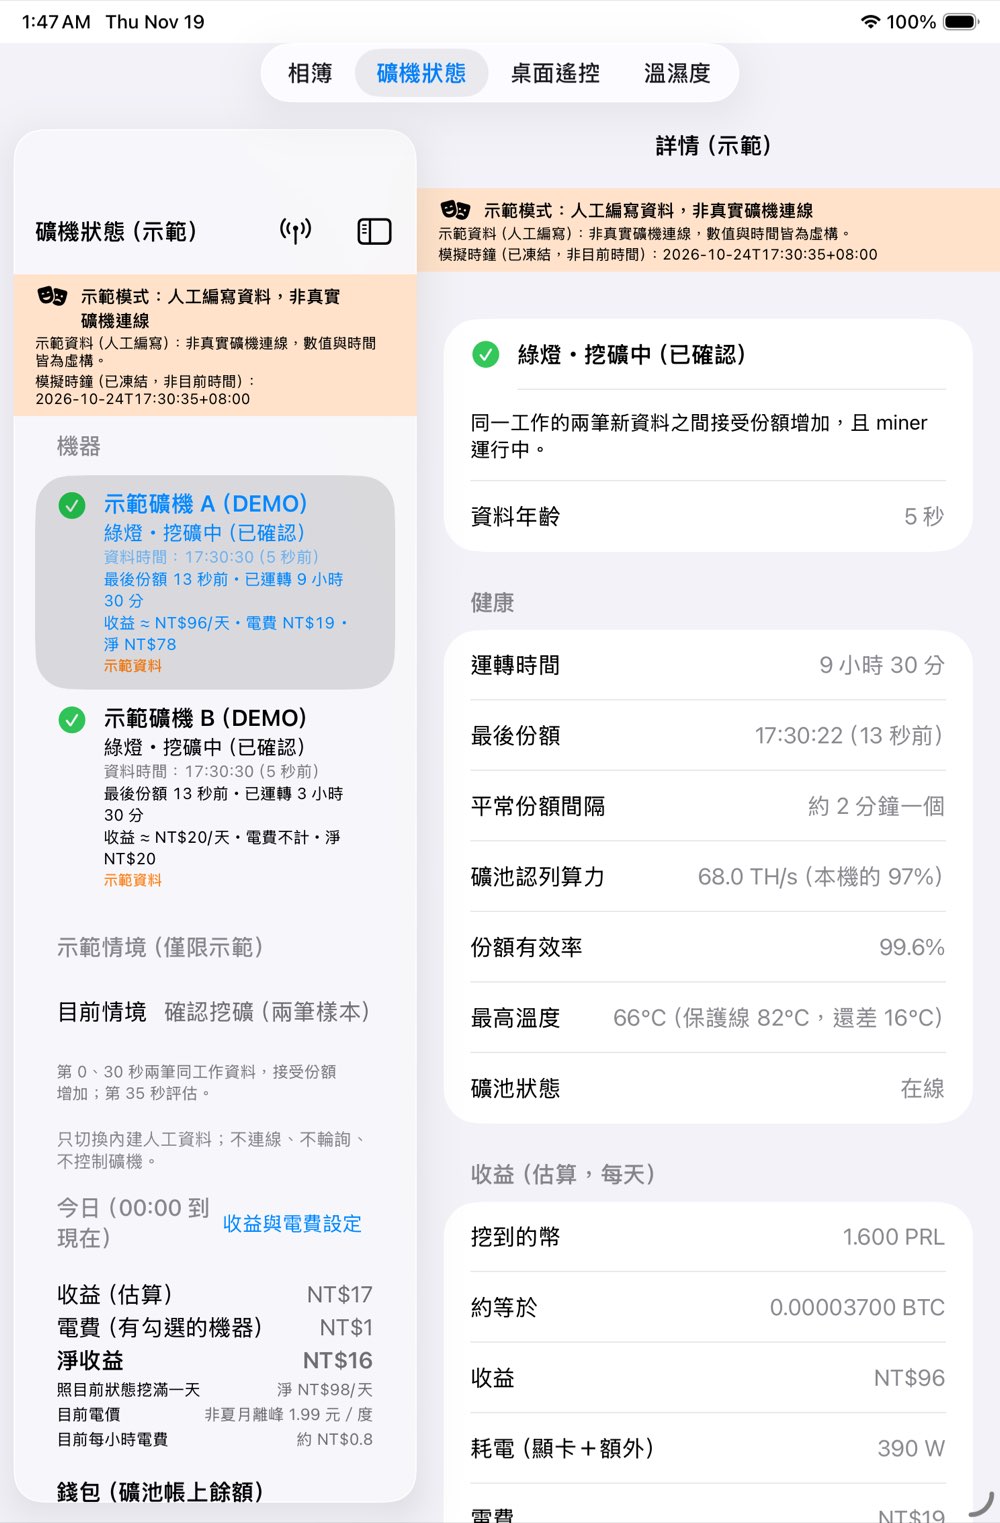 1:47 AM Thu Nov 19
100%
相簿 礦機狀態 桌面遙控 溫濕度
礦機狀態（示範）
示範模式：人工編寫資料，非真實
礦機連線
示範資料（人工編寫）：非真實礦機連線，數值與時間
皆為虛構。
模擬時鐘（已凍結，非目前時間）：
2026-10-24T17:30:35+08:00
機器
示範礦機 A（DEMO）
綠燈・挖礦中（已確認）
資料時間：17:30:30（5 秒前）
最後份額 13 秒前・已運轉 9 小時
30 分
收益 ≈ NT$96/天・電費 NT$19・
淨 NT$78
示範資料
示範礦機 B（DEMO）
綠燈・挖礦中（已確認）
資料時間：17:30:30（5 秒前）
最後份額 13 秒前・已運轉 3 小時
30 分
收益 ≈ NT$20/天・電費不計・淨
NT$20
示範資料
示範情境（僅限示範）
目前情境 確認挖礦（兩筆樣本）
第 0、30 秒兩筆同工作資料，接受份額
增加；第 35 秒評估。
只切換內建人工資料；不連線、不輪詢、
不控制礦機。
今日（00:00 到
現在）
收益與電費設定
收益（估算） NT$17
電費（有勾選的機器） NT$1
淨收益 NT$16
照目前狀態挖滿一天 淨 NT$98/天
目前電價 非夏月離峰 1.99 元 / 度
目前每小時電費 約 NT$0.8
錢包（礦池帳上餘額）
詳情（示範）
示範模式：人工編寫資料，非真實礦機連線
示範資料（人工編寫）：非真實礦機連線，數值與時間皆為虛構。
模擬時鐘（已凍結，非目前時間）：2026-10-24T17:30:35+08:00
綠燈・挖礦中（已確認）
同一工作的兩筆新資料之間接受份額增加，且 miner
運行中。
資料年齡 5 秒
健康
運轉時間 9 小時 30 分
最後份額 17:30:22（13 秒前）
平常份額間隔 約 2 分鐘一個
礦池認列算力 68.0 TH/s（本機的 97%）
份額有效率 99.6%
最高溫度 66°C（保護線 82°C，還差 16°C）
礦池狀態 在線
收益（估算，每天）
挖到的幣 1.600 PRL
約等於 0.00003700 BTC
收益 NT$96
耗電（顯卡＋額外） 390 W
電費 NT$19